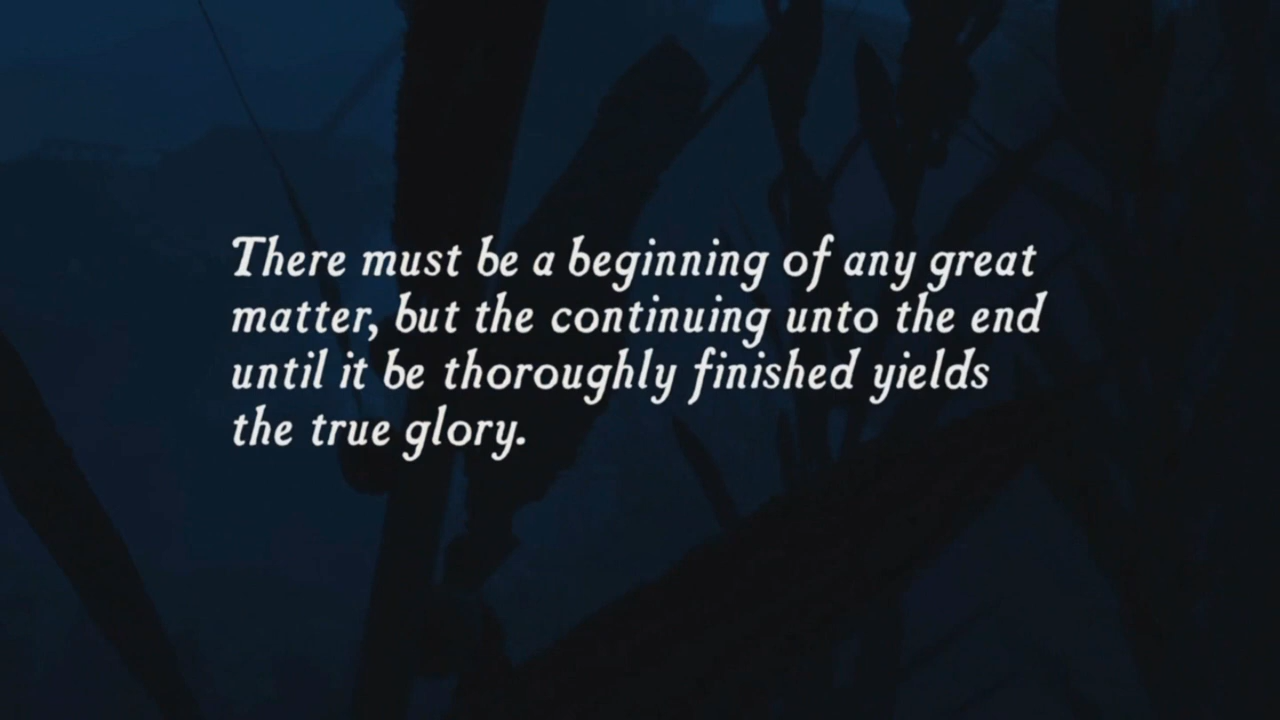 There must be a beginning of any great
matter, but the continuing unto the end
until it be thoroughly finished yields
the true glory.